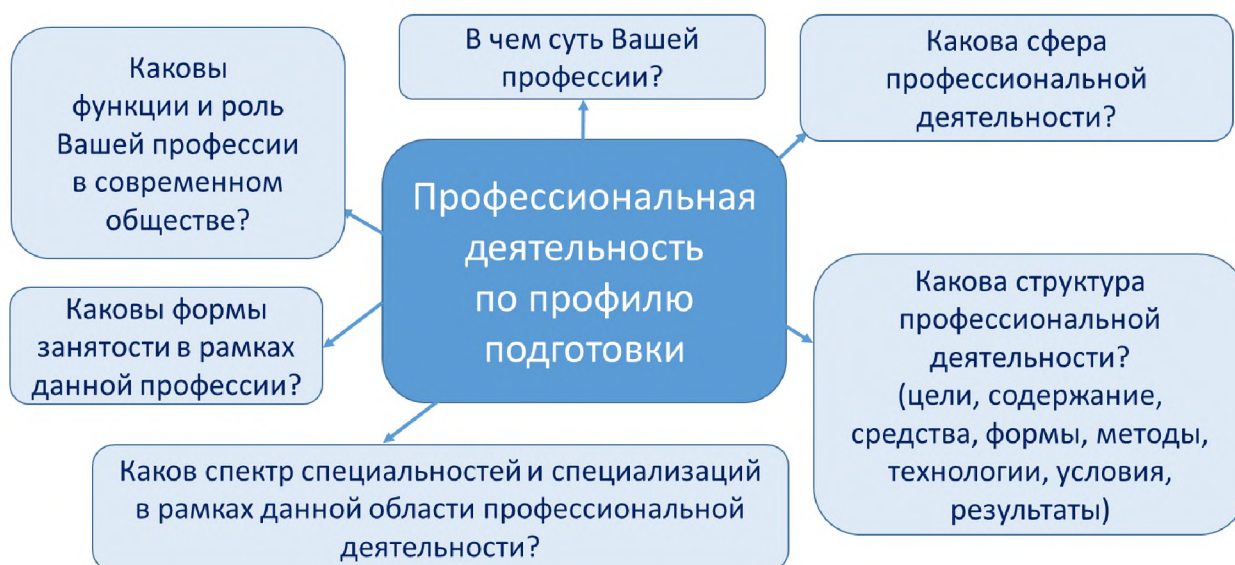 В чем суть Вашей
профессии?
Какова сфера
профессиональной
деятельности?
Каковы
функции и роль
Вашей профессии
в современном
обществе?
Профессиональная
деятельность
по профилю
подготовки
Каковы формы
занятости в рамках
данной профессии?
Какова структура
профессиональной
деятельности?
(цели, содержание,
средства, формы, методы,
технологии, условия,
результаты)
Каков спектр специальностей и специализаций
в рамках данной области профессиональной
деятельности?